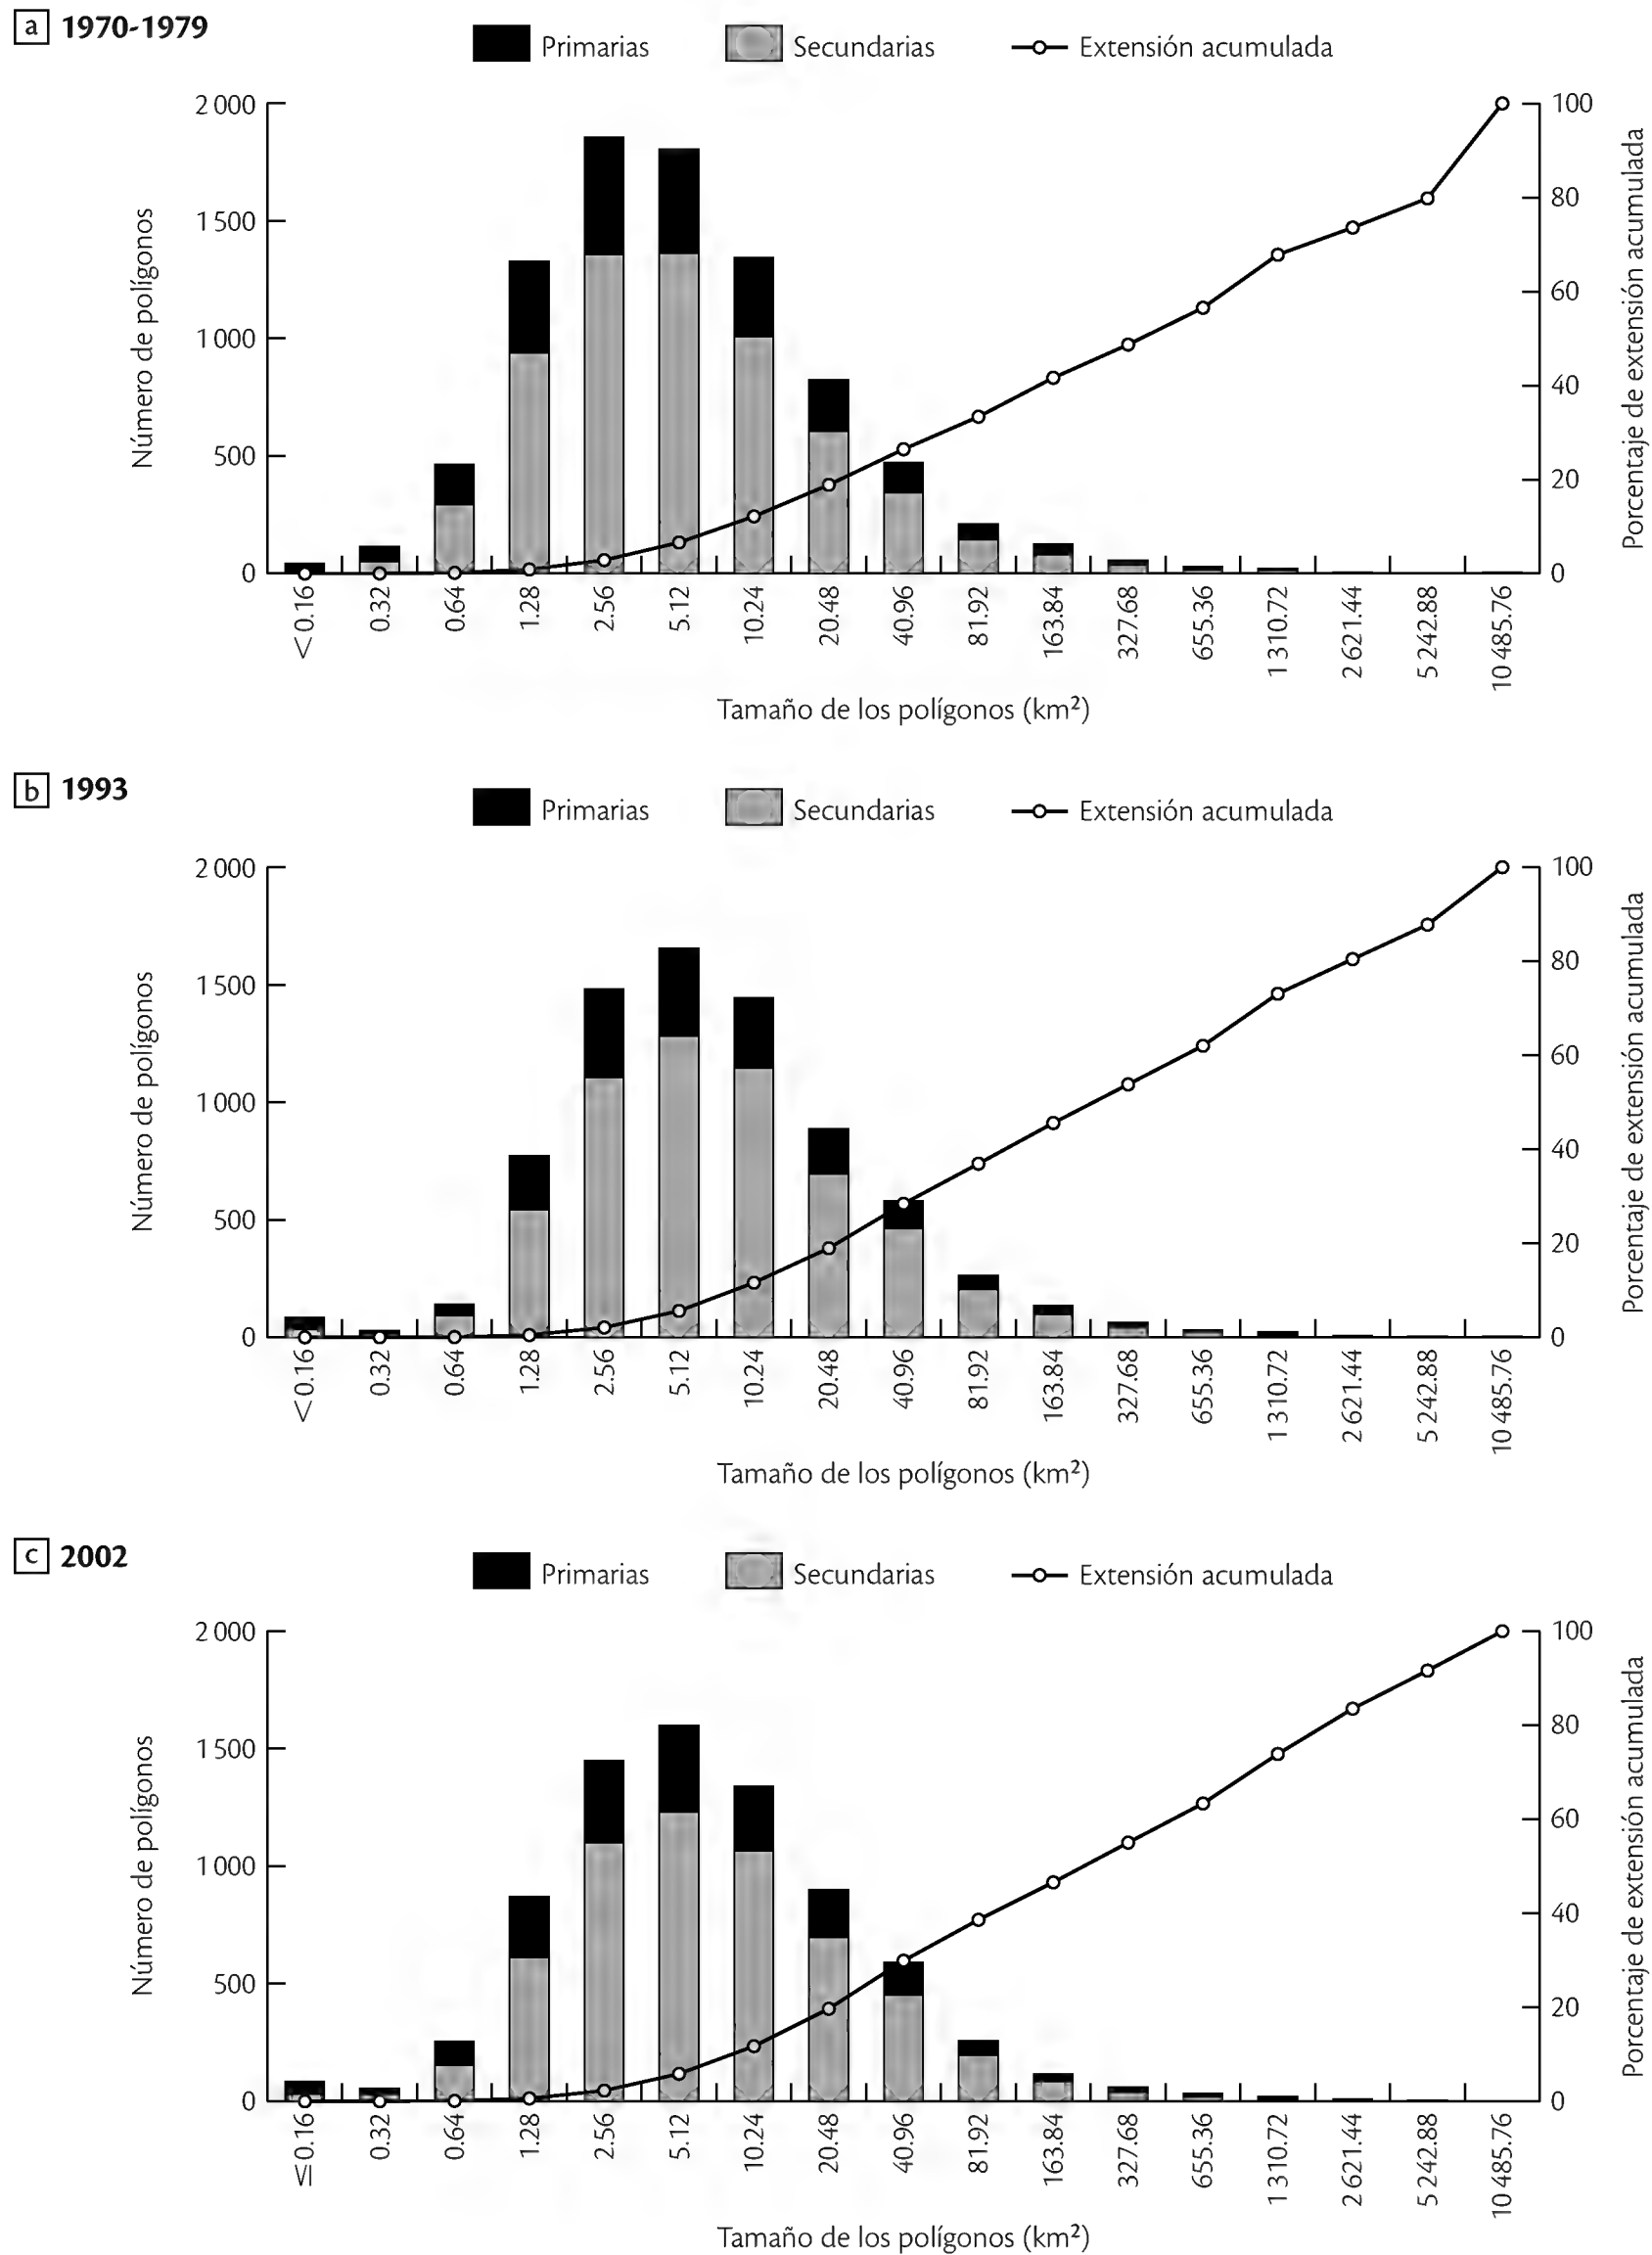 a 1970-1979
Primarias Secundarias Extensión acumulada
Número de polígonos
2 000
1500
1 000
500
0
100
80
60
40
20
0
Porcentaje de extensión acumulada
< 0.16 0.32 0.64 1.28 2.56 5.12 10.24 20.48 40.96 81.92 163.84 327.68 655.36 1 310.72 2 621.44 5 242.88 10 485.76
Tamaño de los polígonos (km²)
b 1993
Primarias Secundarias Extensión acumulada
Número de polígonos
2 000
1500
1 000
500
0
100
80
60
40
20
0
Porcentaje de extensión acumulada
< 0.16 0.32 0.64 1.28 2.56 5.12 10.24 20.48 40.96 81.92 163.84 327.68 655.36 1 310.72 2 621.44 5 242.88 10 485.76
Tamaño de los polígonos (km²)
c 2002
Primarias Secundarias Extensión acumulada
Número de polígonos
2 000
1500
1 000
500
0
100
80
60
40
20
0
Porcentaje de extensión acumulada
≤ 0.16 0.32 0.64 1.28 2.56 5.12 10.24 20.48 40.96 81.92 163.84 327.68 655.36 1 310.72 2 621.44 5 242.88 10 485.76
Tamaño de los polígonos (km²)